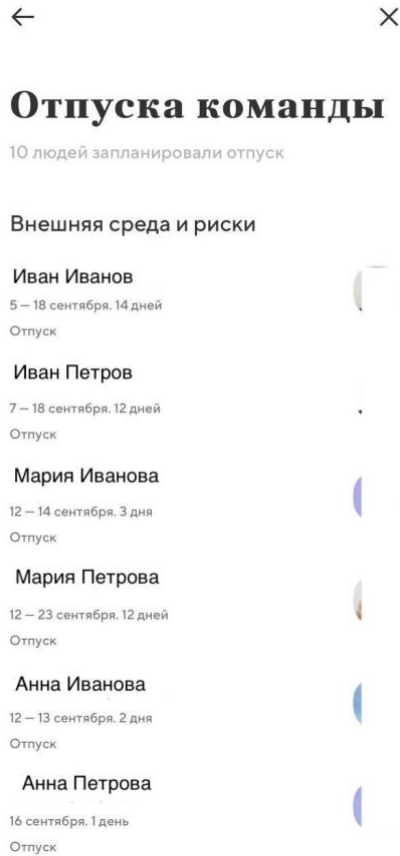 Отпуска команды
10 людей запланировали отпуск
Внешняя среда и риски
Иван Иванов
5 — 18 сентября. 14 дней
Отпуск
Иван Петров
7 — 18 сентября. 12 дней
Отпуск
Мария Иванова
12 — 14 сентября. 3 дня
Отпуск
Мария Петрова
12 — 23 сентября. 12 дней
Отпуск
Анна Иванова
12 — 13 сентября. 2 дня
Отпуск
Анна Петрова
16 сентября. 1 день
Отпуск